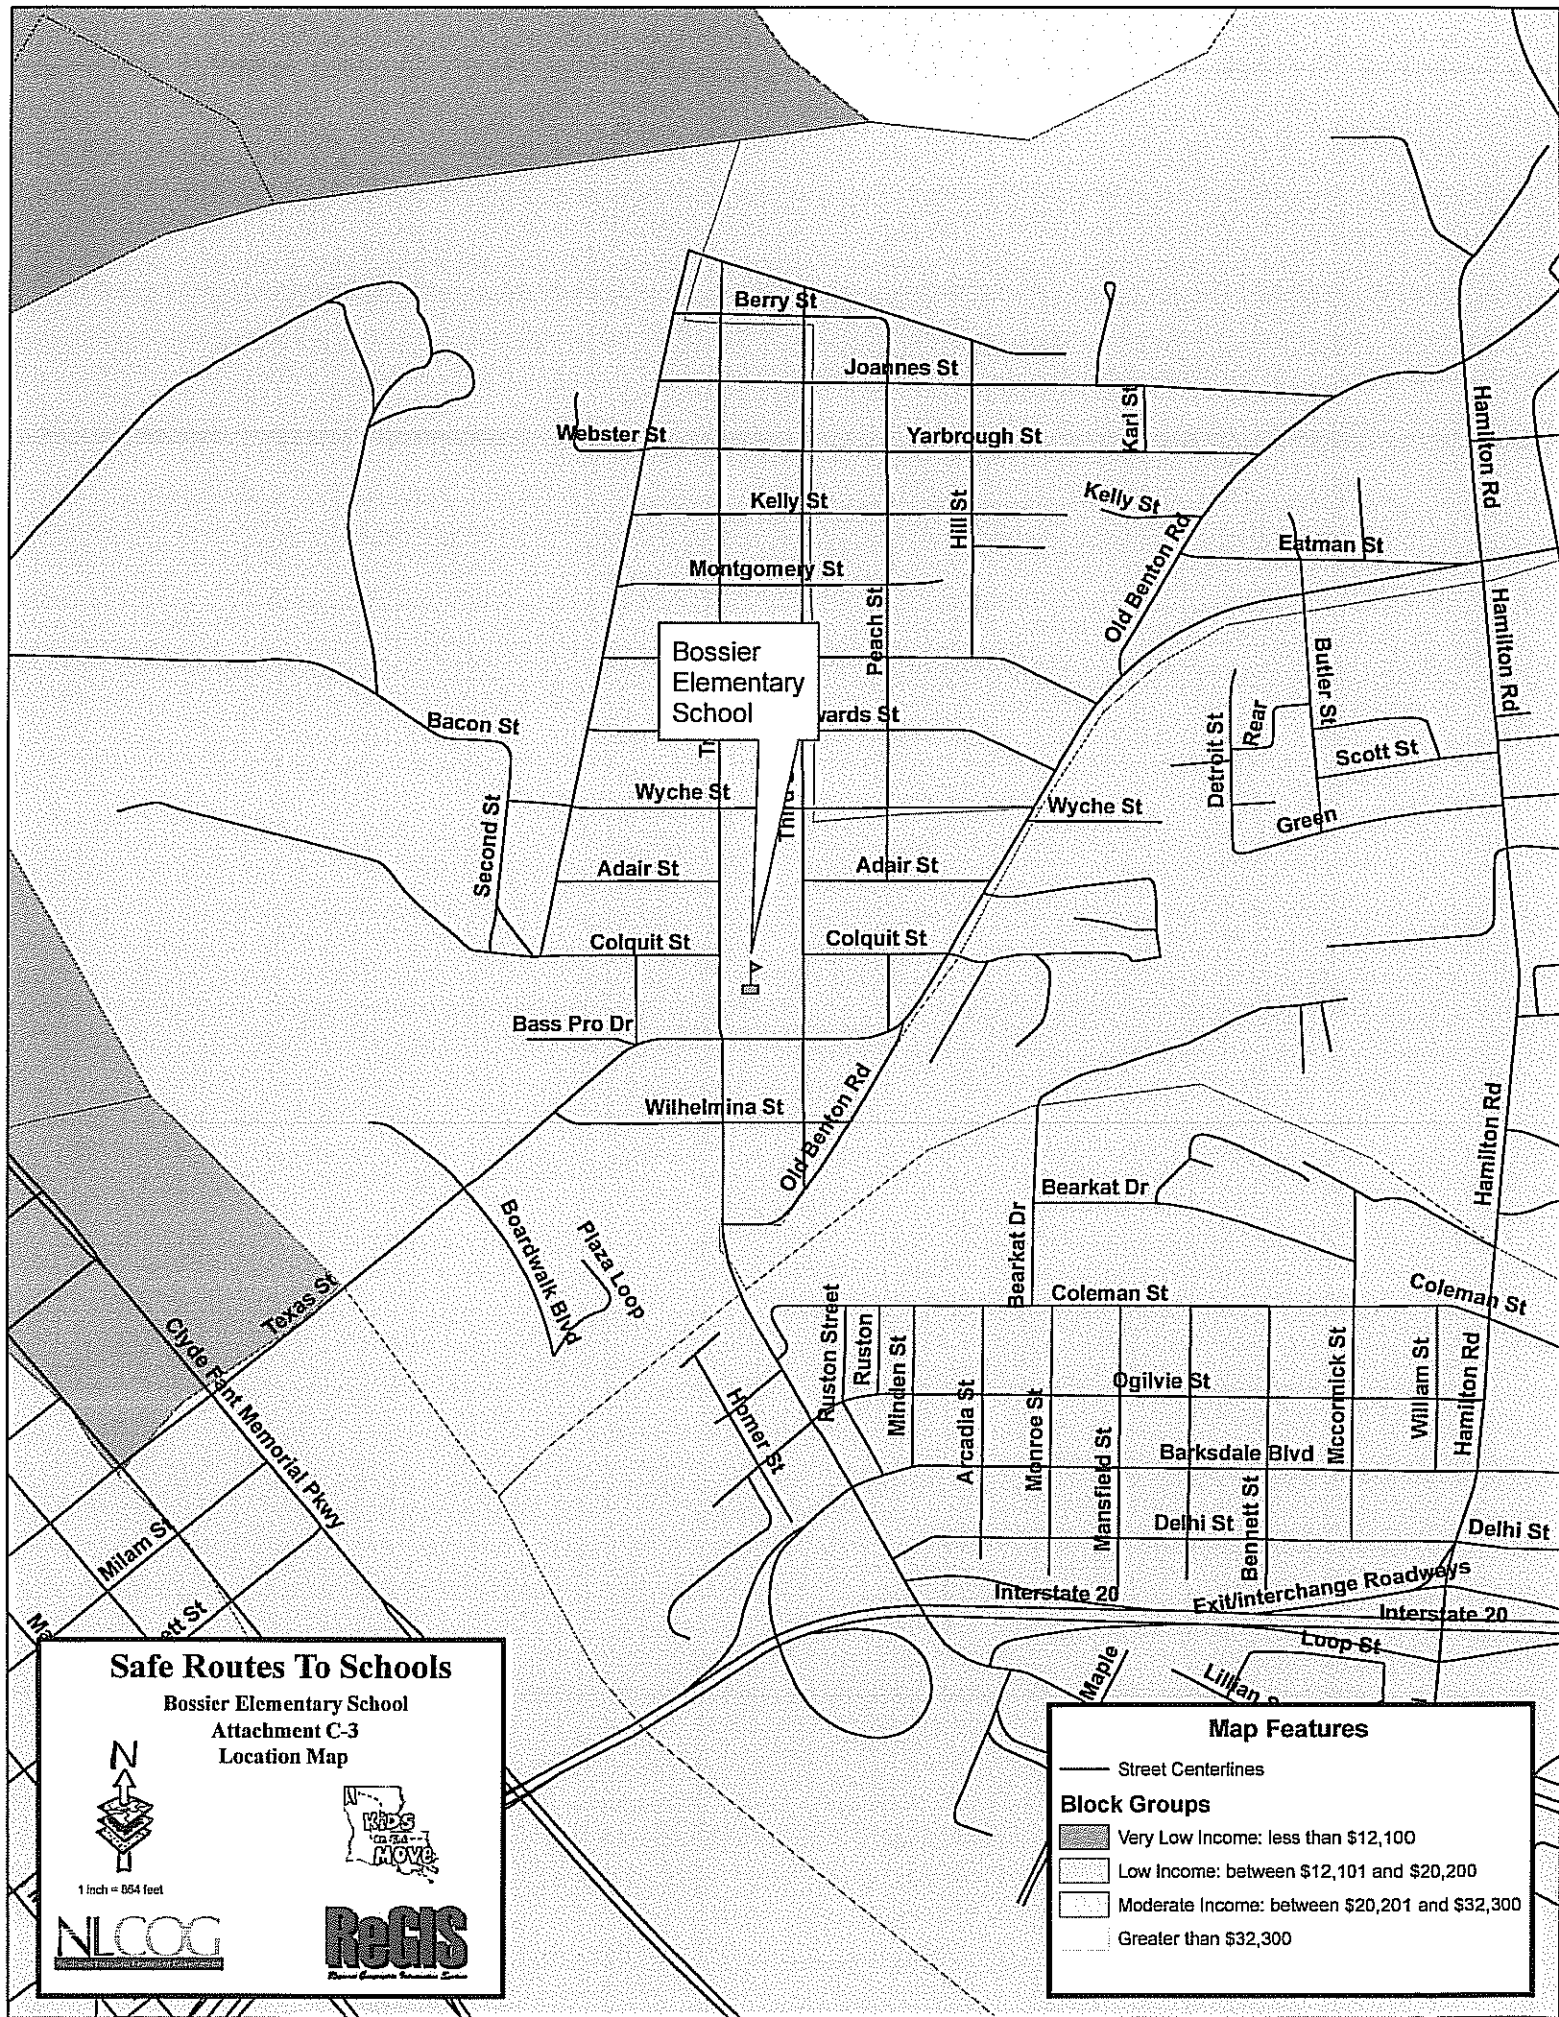 Berry St
Joannes St
Karl St
Hamilton Rd
Webster St
Yarbrough St
Kelly St
Hill St
Kelly St
Old Benton Rd
Eatman St
Montgomery St
Peach St
Hamilton Rd
Bossier
Elementary
School
Butler St
Bacon St
wards St
Rear
Detroit St
Scott St
Wyche St
Wyche St
Second St
Green
Adair St
Adair St
Colquit St
Colquit St
Bass Pro Dr
Wilhelmina St
Old Benton Rd
Hamilton Rd
Bearkat Dr
Boardwalk Blvd
Plaza Loop
Bearkat Dr
Coleman St
Coleman St
Texas St
Clyde Fant Memorial Pkwy
Ruston Street
Ruston
Minden St
Arcadia St
Monroe St
Mansfield St
Ogilvie St
Mccormick St
William St
Hamilton Rd
Homer St
Barksdale Blvd
Bennett St
Delhi St
Delhi St
Milam St
ett St
Interstate 20
Exit/interchange Roadways
Interstate 20
Loop St
Maple
Lillian
Safe Routes To Schools
Bossier Elementary School
Attachment C-3
Location Map
N
1 inch = 864 feet
KiDS
MOVE
NLCOG
ReGIS
Map Features
Street Centerlines
Block Groups
Very Low Income: less than $12,100
Low Income: between $12,101 and $20,200
Moderate Income: between $20,201 and $32,300
Greater than $32,300